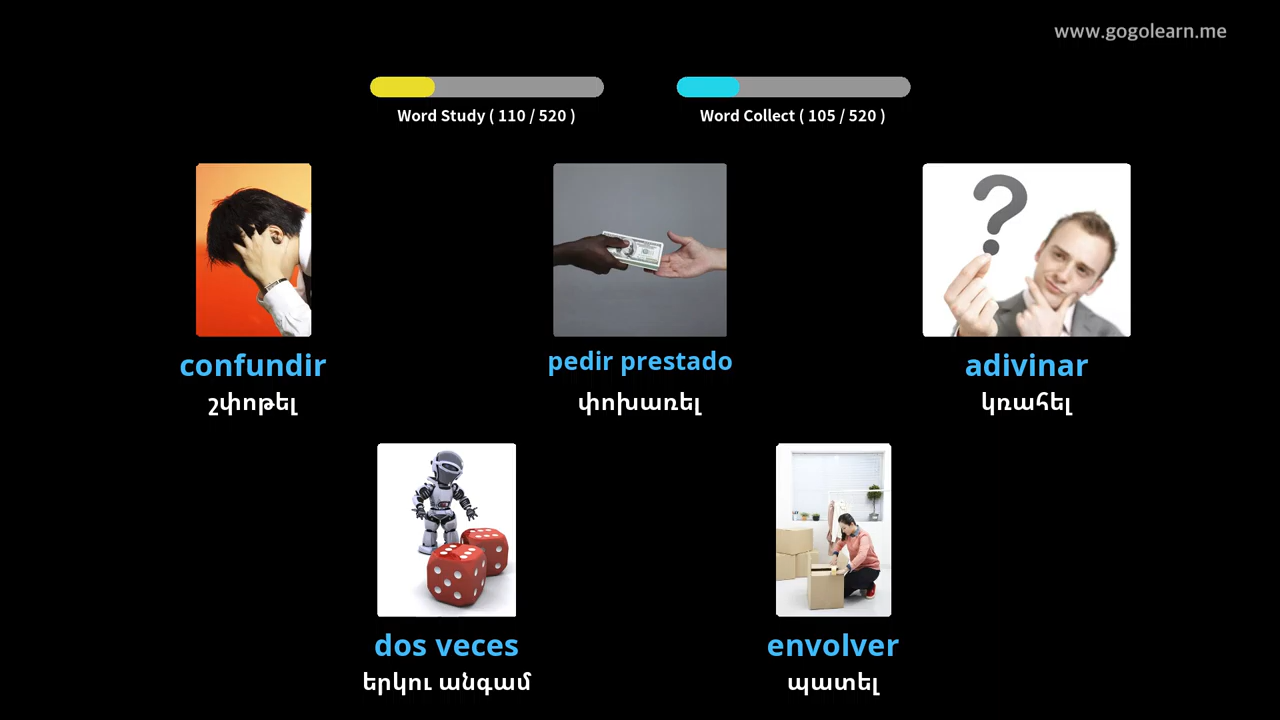 www.gogolearn.me
Word Study ( 110 / 520 )
Word Collect ( 105 / 520 )
confundir
շփոթել
pedir prestado
փոխառել
adivinar
կռահել
dos veces
երկու անգամ
envolver
պատել